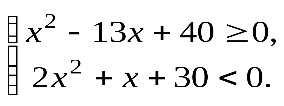 x² - 13x + 40 ≥ 0,
2x² + x + 30 < 0.